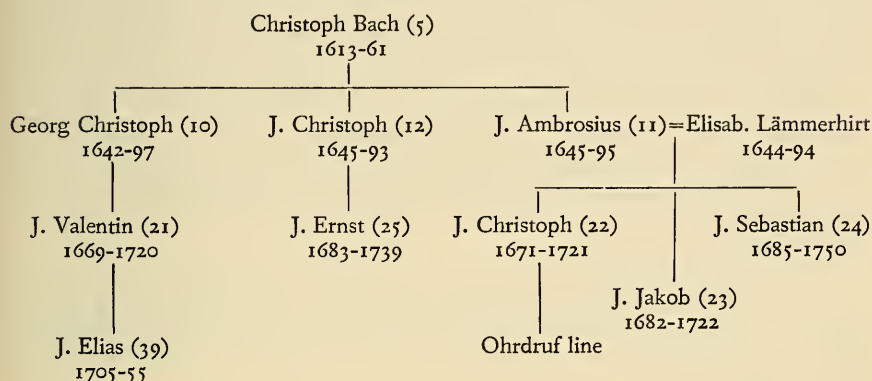 Christoph Bach (5)
1613-61
Georg Christoph (10) J. Christoph (12) J. Ambrosius (11)=Elisab. Lämmerhirt
1642-97 1645-93 1645-95 1644-94
J. Valentin (21) J. Ernst (25) J. Christoph (22) J. Sebastian (24)
1669-1720 1683-1739 1671-1721 1685-1750
J. Jakob (23)
1682-1722
J. Elias (39) Ohrdruf line
1705-55